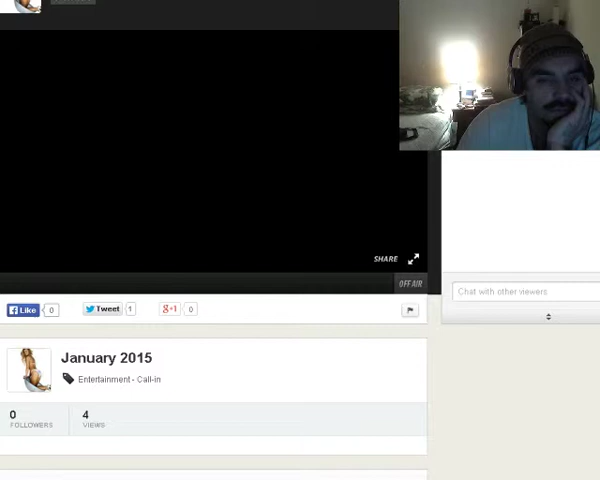 SHARE
OFF AIR
Chat with other viewers
Like 0
Tweet 1
g+1 0
January 2015
Entertainment - Call-in
0 4
FOLLOWERS VIEWS